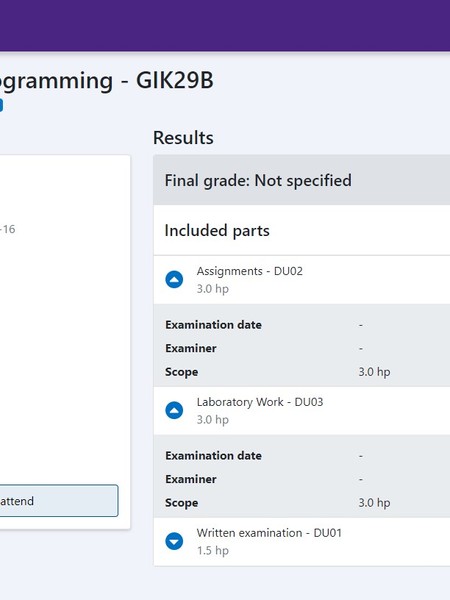 ogramming - GIK29B
Results
-16
Final grade: Not specified
Included parts
Assignments - DU02
3.0 hp
Examination date -
Examiner -
Scope 3.0 hp
Laboratory Work - DU03
3.0 hp
Examination date -
Examiner -
Scope 3.0 hp
attend
Written examination - DU01
1.5 hp